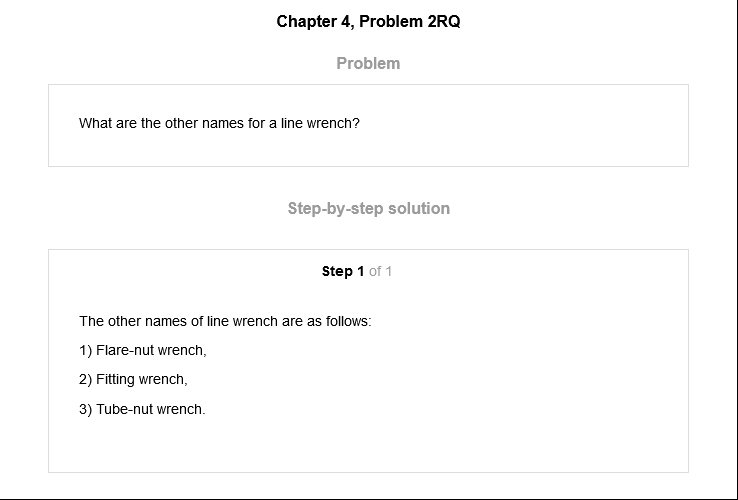 Chapter 4, Problem 2RQ
Problem
What are the other names for a line wrench?
Step-by-step solution
Step 1 of 1
The other names of line wrench are as follows:
1) Flare-nut wrench,
2) Fitting wrench,
3) Tube-nut wrench.